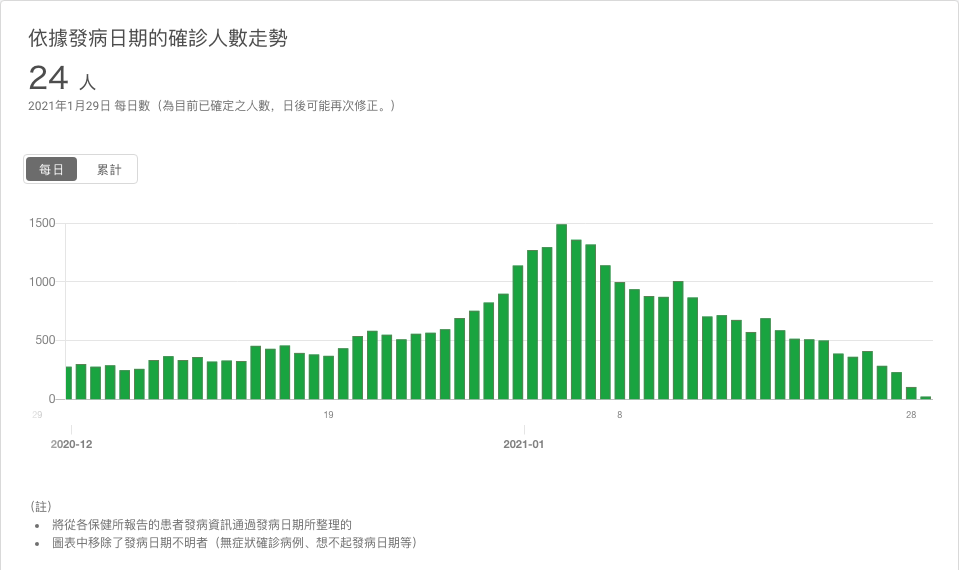 依據發病日期的確診人數走勢
24 人
2021年1月29日 每日數（為目前已確定之人數，日後可能再次修正。）
每日 累計
1500
1000
500
0
29 19 8 28
2020-12 2021-01
（註）
• 將從各保健所報告的患者發病資訊通過發病日期所整理的
• 圖表中移除了發病日期不明者（無症狀確診病例、想不起發病日期等）